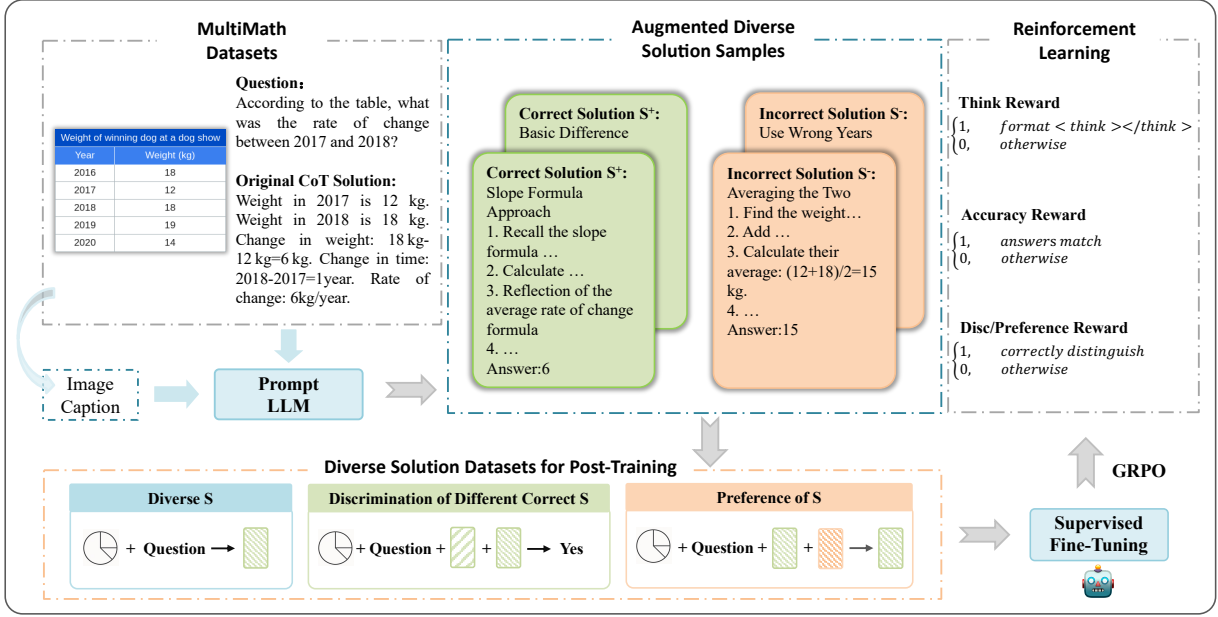 MultiMath
Datasets
Question：
According to the table, what
was the rate of change
between 2017 and 2018?
Weight of winning dog at a dog show
Year Weight (kg)
2016 18
2017 12
2018 18
2019 19
2020 14
Original CoT Solution:
Weight in 2017 is 12 kg.
Weight in 2018 is 18 kg.
Change in weight: 18 kg-
12 kg=6 kg. Change in time:
2018-2017=1year. Rate of
change: 6kg/year.
Image
Caption
Prompt
LLM
Augmented Diverse
Solution Samples
Correct Solution S⁺:
Basic Difference
Correct Solution S⁺:
Slope Formula
Approach
1. Recall the slope
formula …
2. Calculate …
3. Reflection of the
average rate of change
formula
4. …
Answer:6
Incorrect Solution S⁻:
Use Wrong Years
Incorrect Solution S⁻:
Averaging the Two
1. Find the weight…
2. Add …
3. Calculate their
average: (12+18)/2=15
kg.
4. …
Answer:15
Reinforcement
Learning
Think Reward
{1, format < think ></think >
0, otherwise
Accuracy Reward
{1, answers match
0, otherwise
Disc/Preference Reward
{1, correctly distinguish
0, otherwise
Diverse Solution Datasets for Post-Training
Diverse S
+ Question
Discrimination of Different Correct S
+ Question + + Yes
Preference of S
+ Question + +
GRPO
Supervised
Fine-Tuning